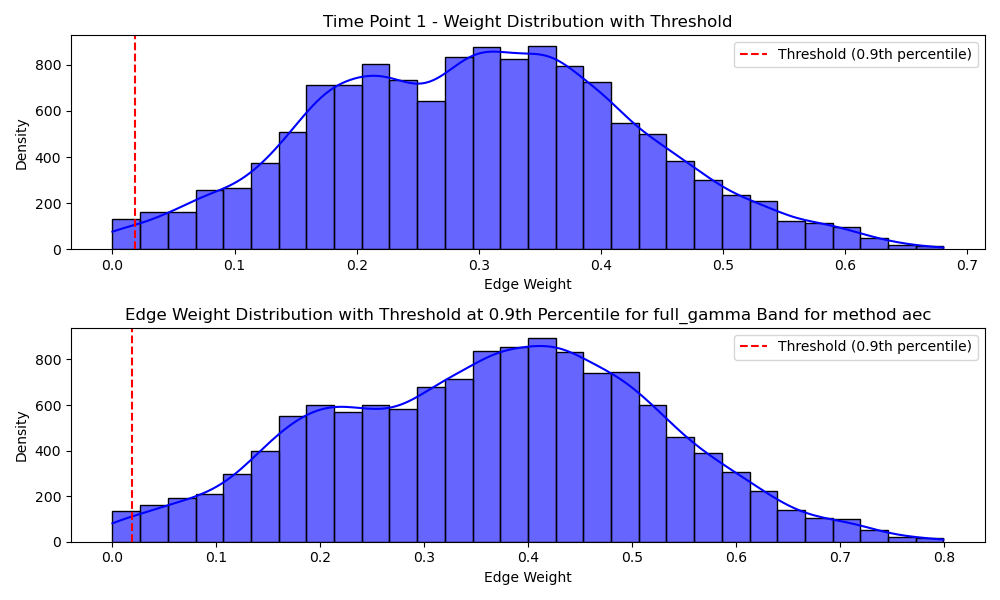 Time Point 1 - Weight Distribution with Threshold
Threshold (0.9th percentile)
Density
800
600
400
200
0
0.0 0.1 0.2 0.3 0.4 0.5 0.6 0.7
Edge Weight
Edge Weight Distribution with Threshold at 0.9th Percentile for full_gamma Band for method aec
Threshold (0.9th percentile)
Density
800
600
400
200
0
0.0 0.1 0.2 0.3 0.4 0.5 0.6 0.7 0.8
Edge Weight